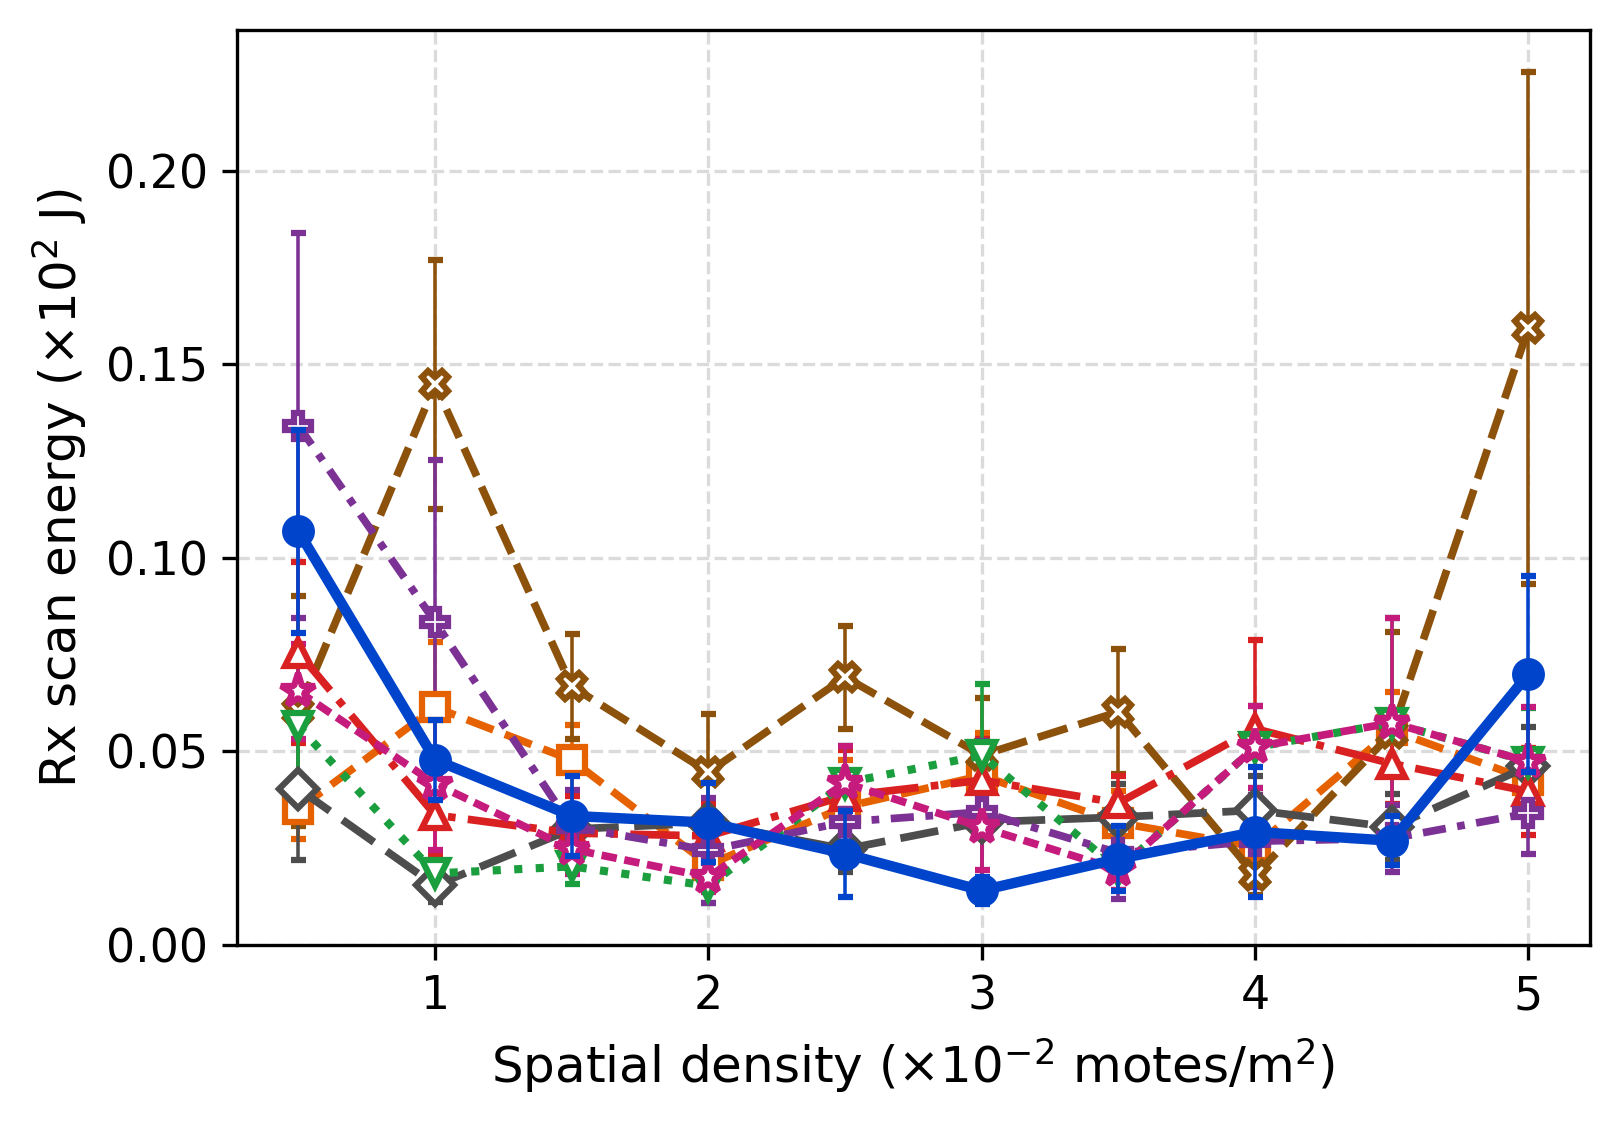 Rx scan energy (×10² J)
0.20
0.15
0.10
0.05
0.00
1 2 3 4 5
Spatial density (×10⁻² motes/m²)